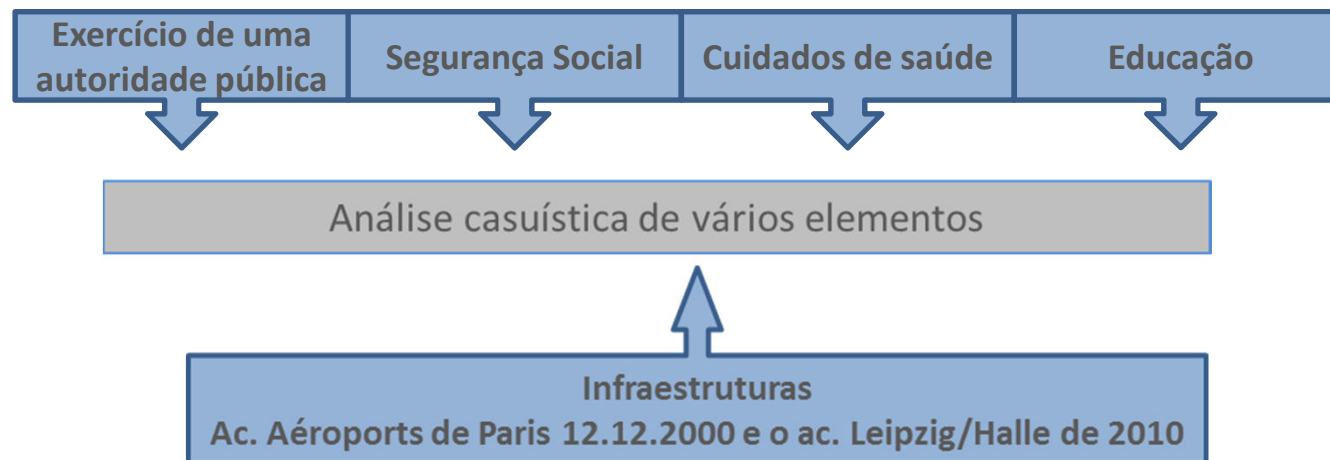 Exercício de uma
autoridade pública
Segurança Social
Cuidados de saúde
Educação
Análise casuística de vários elementos
Infraestruturas
Ac. Aéroports de Paris 12.12.2000 e o ac. Leipzig/Halle de 2010